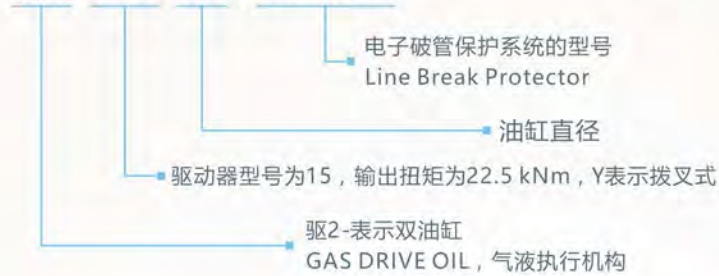 电子破管保护系统的型号
Line Break Protector
油缸直径
驱动器型号为15，输出扭矩为22.5 kNm，Y表示拨叉式
驱2-表示双油缸
GAS DRIVE OIL，气液执行机构